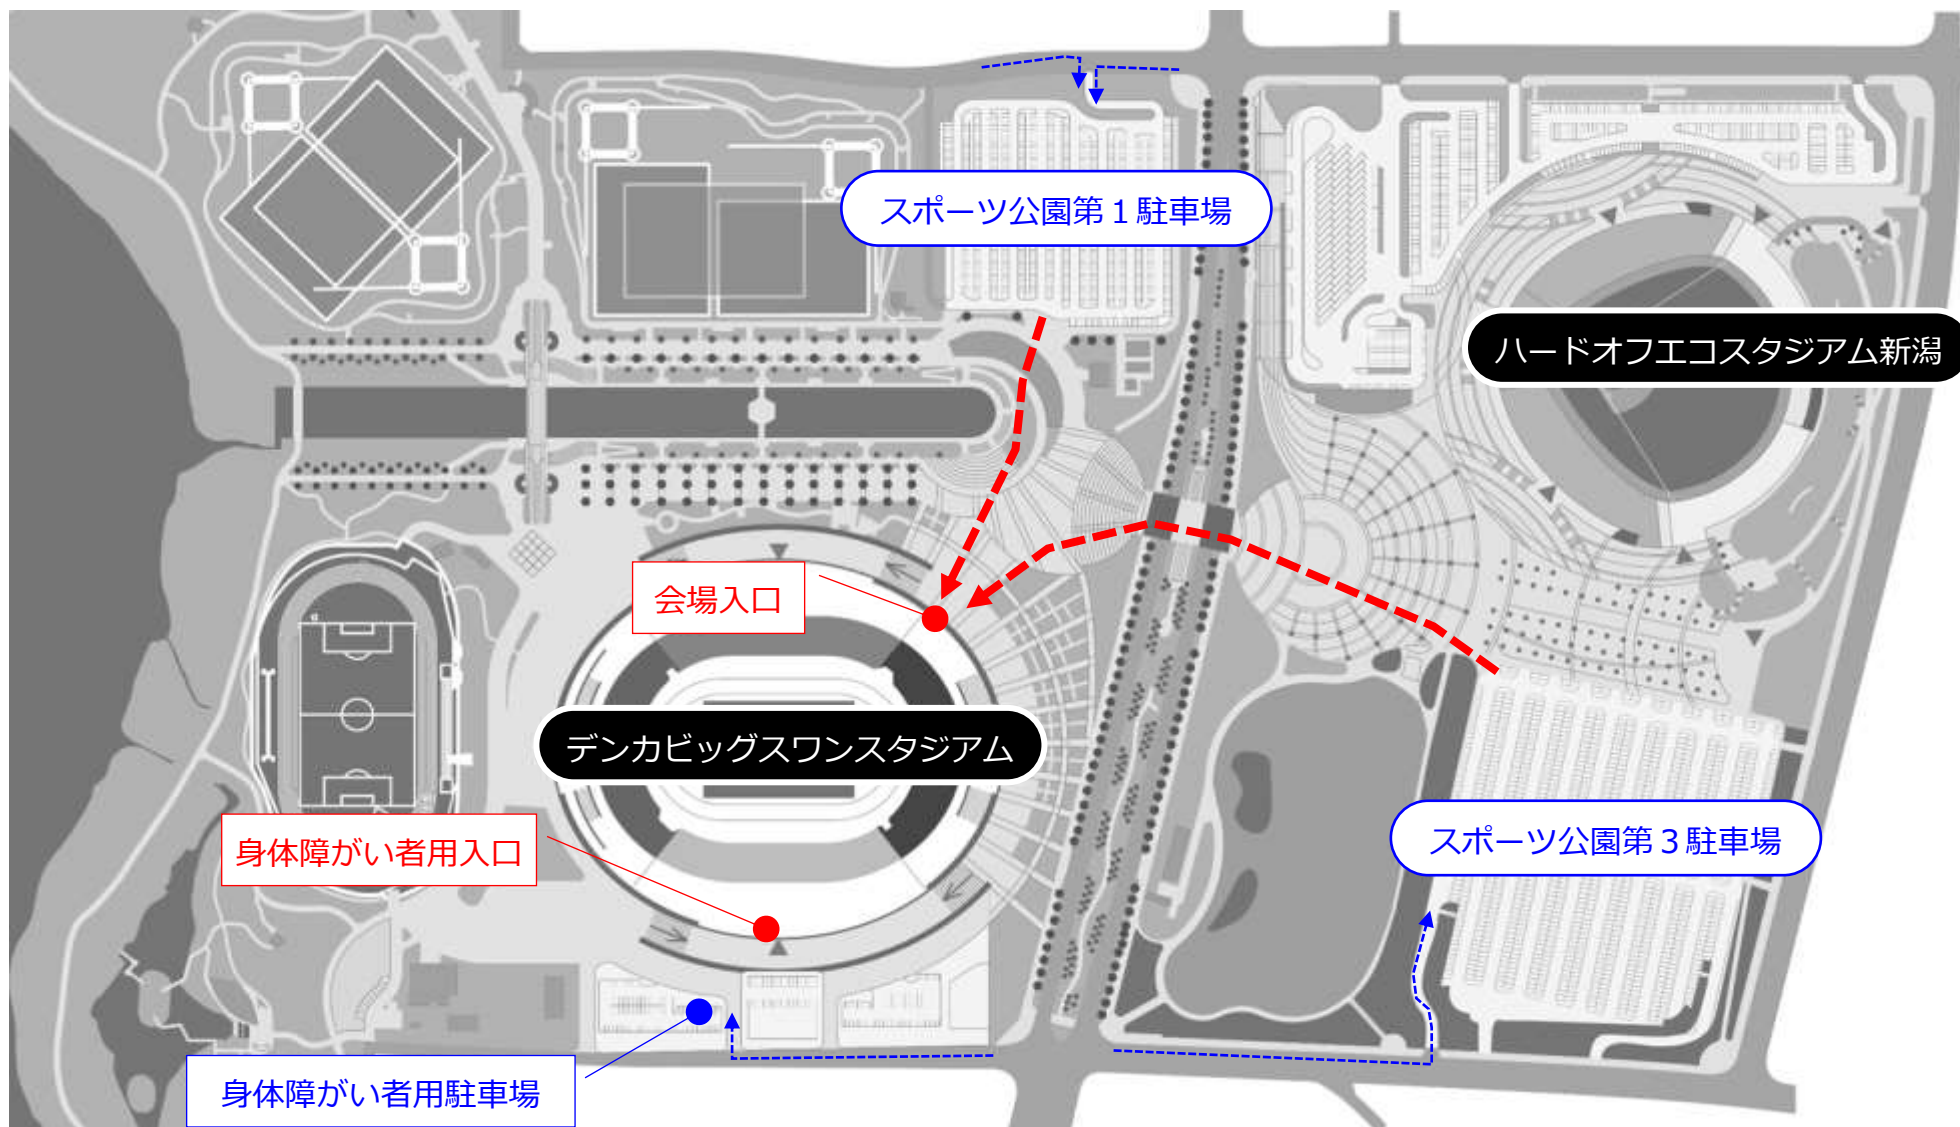 スポーツ公園第１駐車場
ハードオフエコスタジアム新潟
会場入口
デンカビッグスワンスタジアム
身体障がい者用入口
スポーツ公園第３駐車場
身体障がい者用駐車場